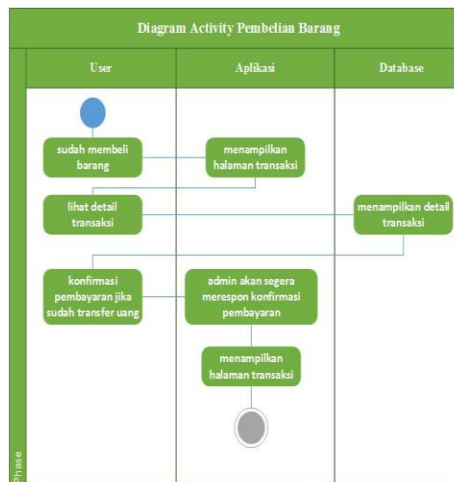 Diagram Activity Pembelian Barang
User
Aplikasi
Database
sudah membeli
barang
menampilkan
halaman transaksi
lihat detail
transaksi
menampilkan detail
transaksi
konfirmasi
pembayaran jika
sudah transfer uang
admin akan segera
merespon konfirmasi
pembayaran
menampilkan
halaman transaksi
Phase